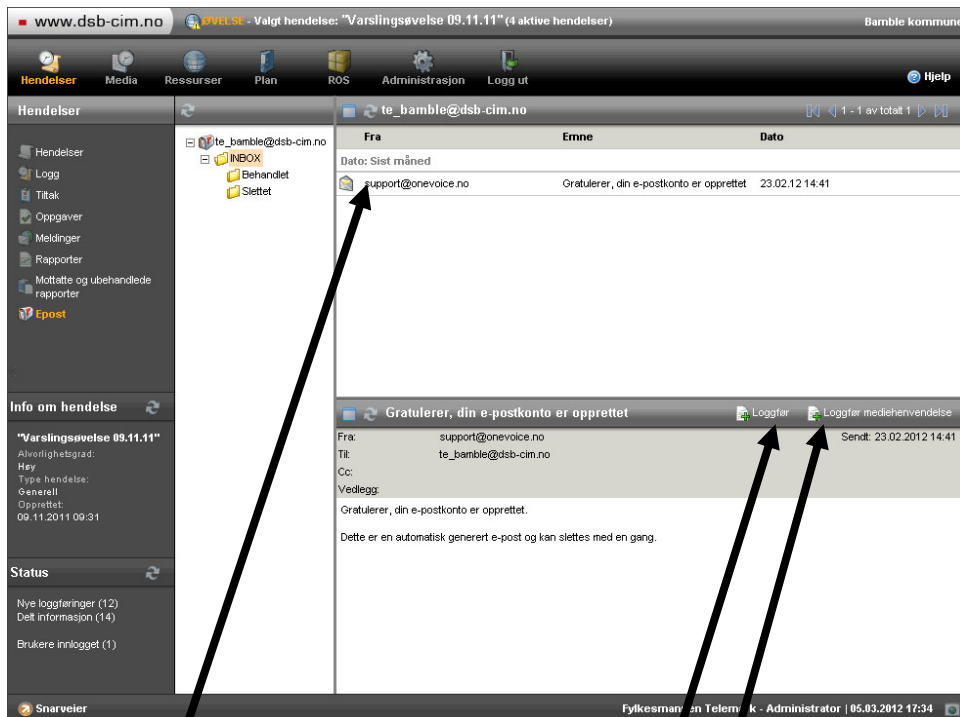 www.dsb-cim.no
ØVELSE - Valgt hendelse: "Varslingsøvelse 09.11.11" (4 aktive hendelser)
Bamble kommune
Hendelser
Media
Ressurser
Plan
ROS
Administrasjon
Logg ut
Hjelp
Hendelser
te_bamble@dsb-cim.no
1 - 1 av totalt 1
Hendelser
Logg
Tiltak
Oppgaver
Meldinger
Rapporter
Mottatte og ubehandlede
rapporter
Epost
te_bamble@dsb-cim.no
INBOX
Behandlet
Slettet
Fra Emne Dato
Dato: Sist måned
support@onevoice.no Gratulerer, din e-postkonto er opprettet 23.02.12 14:41
Info om hendelse
"Varslingsøvelse 09.11.11"
Alvorlighetsgrad:
Høy
Type hendelse:
Generell
Opprettet:
09.11.2011 09:31
Status
Nye loggføringer (12)
Delt informasjon (14)
Brukere innlogget (1)
Gratulerer, din e-postkonto er opprettet
Loggfør
Loggfør mediehenvendelse
Fra: support@onevoice.no Sendt: 23.02.2012 14:41
Til: te_bamble@dsb-cim.no
Cc:
Vedlegg:
Gratulerer, din e-postkonto er opprettet.
Dette er en automatisk generert e-post og kan slettes med en gang.
Snarveier
Fylkesmannen Telemark - Administrator | 05.03.2012 17:34